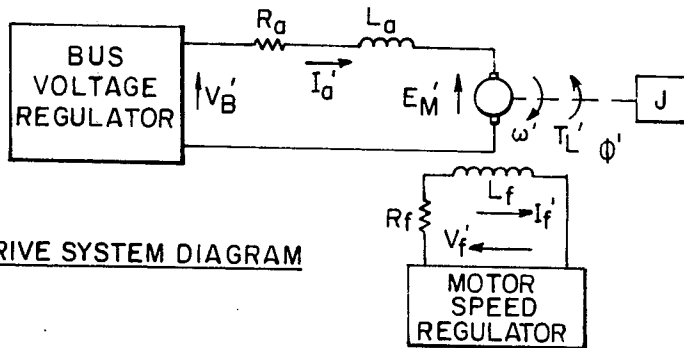 R_a
L_a
BUS
VOLTAGE
REGULATOR
V_B'
I_a'
E_M'
ω'
T_L'
ϕ'
J
L_f
R_f
I_f'
V_f'
RIVE SYSTEM DIAGRAM
MOTOR
SPEED
REGULATOR